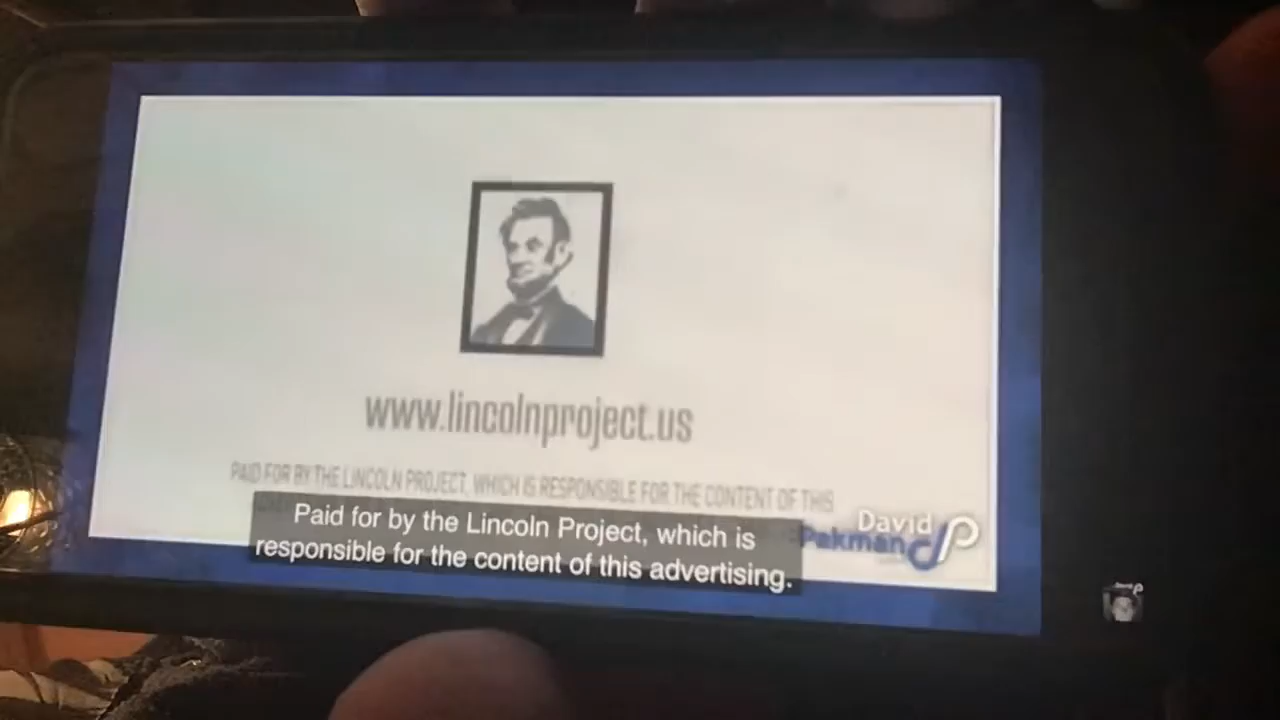 www.lincolnproject.us
PAID FOR BY THE LINCOLN PROJECT, WHICH IS RESPONSIBLE FOR THE CONTENT OF THIS
Paid for by the Lincoln Project, which is
responsible for the content of this advertising.
David
Pakman